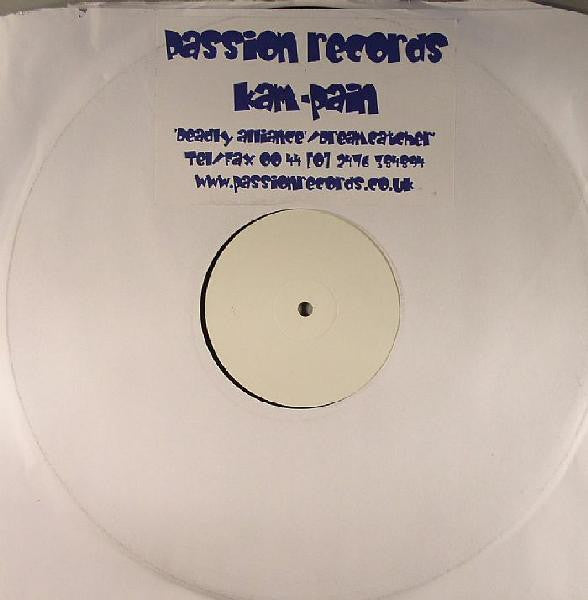 Passion Records
Kam-Pain
'Deadly Alliance'/Dreamcatcher'
Tel/Fax 00 44 [0] 2476 384894
www.passionrecords.co.uk